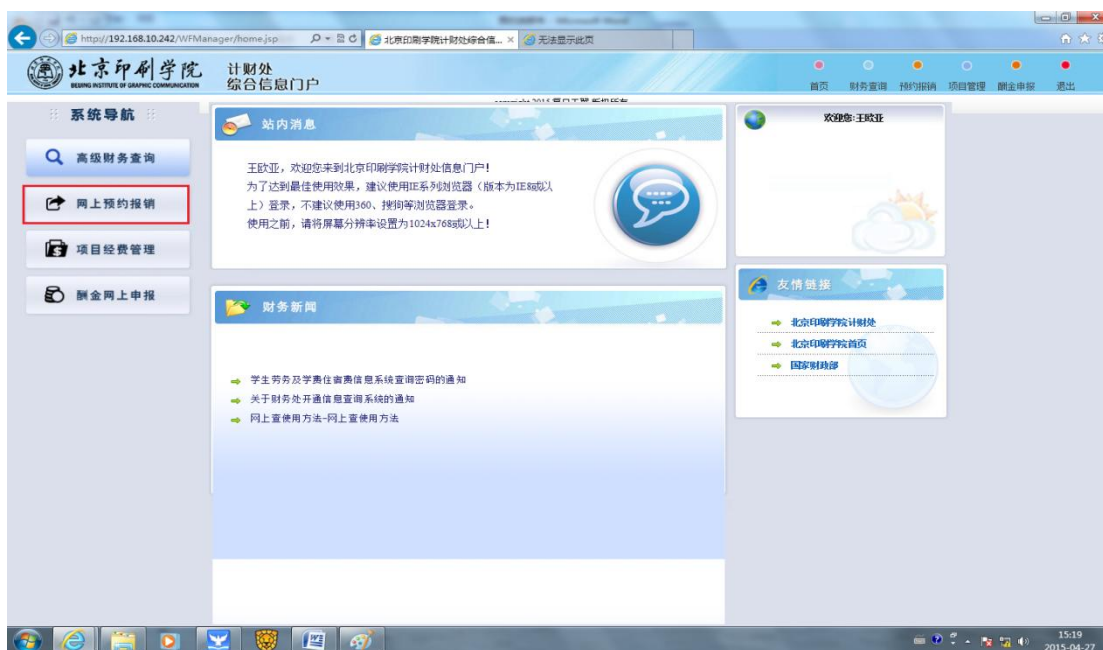 http://192.168.10.242/WFManager/home.jsp
北京印刷学院计财处综合信... ×
无法显示此页
北京印刷学院
BEIJING INSTITUTE OF GRAPHIC COMMUNICATION
计财处
综合信息门户
首页 财务查询 预约报销 项目管理 酬金申报 退出
系统导航
高级财务查询
网上预约报销
项目经费管理
酬金网上申报
站内消息
王欧亚，欢迎您来到北京印刷学院计财处信息门户！
为了达到最佳使用效果，建议使用IE系列浏览器（版本为IE8或以
上）登录，不建议使用360、搜狗等浏览器登录。
使用之前，请将屏幕分辨率设置为1024x768或以上！
财务新闻
学生劳务及学费住宿费信息系统查询密码的通知
关于财务处开通信息查询系统的通知
网上查使用方法-网上查使用方法
欢迎您:王欧亚
友情链接
北京印刷学院计财处
北京印刷学院首页
国家财政部
15:19
2015-04-27